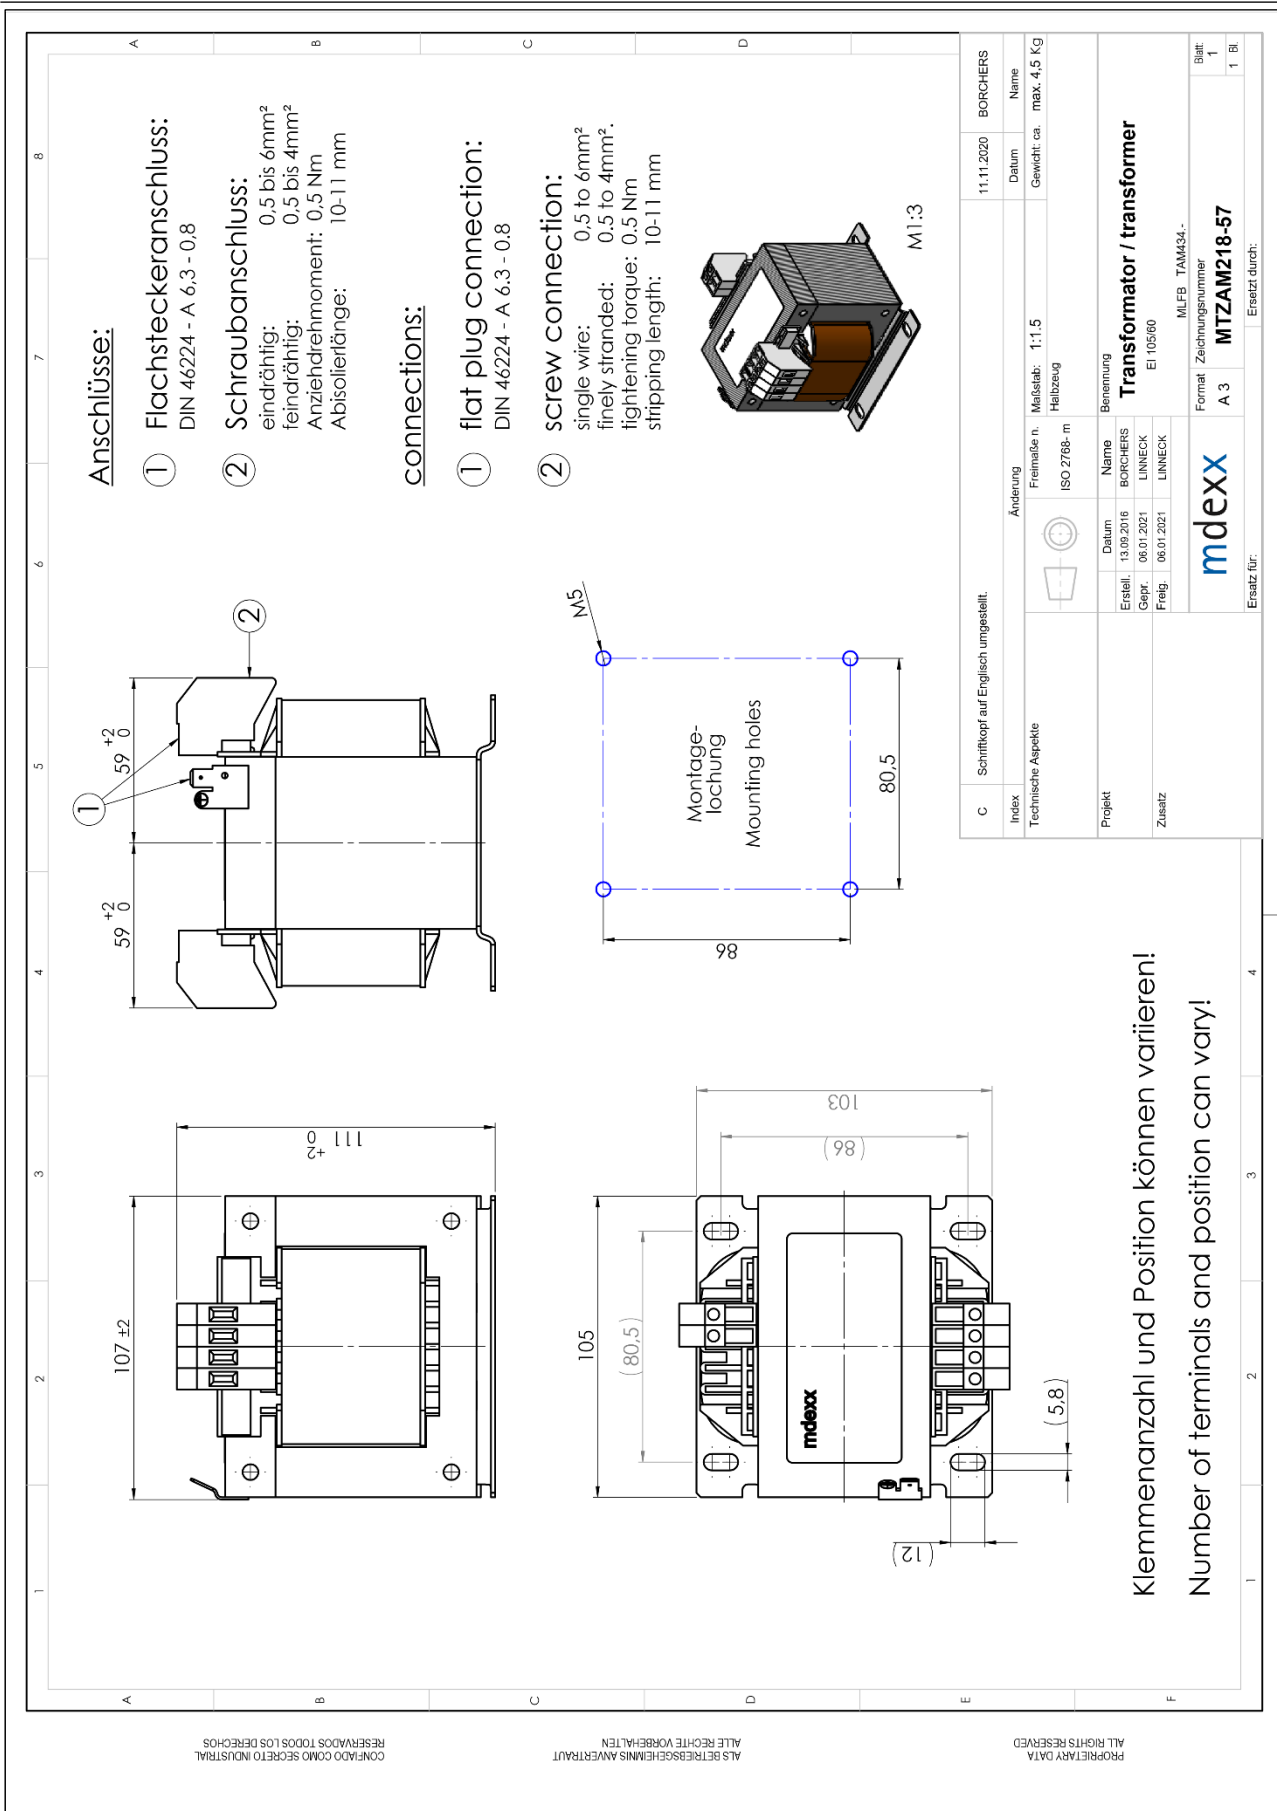 1
2
3
4
5
6
7
8
A
B
C
D
107 ±2
111 +2 0
59 +2 0
59 +2 0
1
2
Anschlüsse:
1 Flachsteckeranschluss:
DIN 46224 - A 6,3 - 0,8
2 Schraubanschluss:
eindrähtig: 0,5 bis 6mm²
feindrähtig: 0,5 bis 4mm²
Anziehdrehmoment: 0,5 Nm
Abisolierlänge: 10-11 mm
connections:
1 flat plug connection:
DIN 46224 - A 6.3 - 0.8
2 screw connection:
single wire: 0.5 to 6mm²
finely stranded: 0.5 to 4mm².
tightening torque: 0.5 Nm
stripping length: 10-11 mm
M1:3
mdexx
105
(80,5)
103
(86)
(5,8)
(12)
mdexx
M5
Montage-
lochung
Mounting holes
86
80,5
Klemmenanzahl und Position können variieren!
Number of terminals and position can vary!
C Schriftkopf auf Englisch umgestellt. 11.11.2020 BORCHERS
Index Änderung Datum Name
Technische Aspekte
Freimaße n.
ISO 2768- m
Maßstab: 1:1.5
Gewicht: ca. max. 4,5 Kg
Halbzeug
Projekt
Zusatz
Datum Name
Erstell. 13.09.2016 BORCHERS
Gepr. 06.01.2021 LINNECK
Freig. 06.01.2021 LINNECK
Benennung
Transformator / transformer
EI 105/60
MLFB TAM434.-
mdexx
Format
A 3
Zeichnungsnummer
MTZAM218-57
Blatt:
1
1 Bl.
Ersatz für:
Ersetzt durch:
A
B
C
D
E
F
1
2
3
4
CONFIADO COMO SECRETO INDUSTRIAL
RESERVADOS TODOS LOS DERECHOS
ALS BETRIEBSGEHEIMNIS ANVERTRAUT
ALLE RECHTE VORBEHALTEN
PROPRIETARY DATA
ALL RIGHTS RESERVED